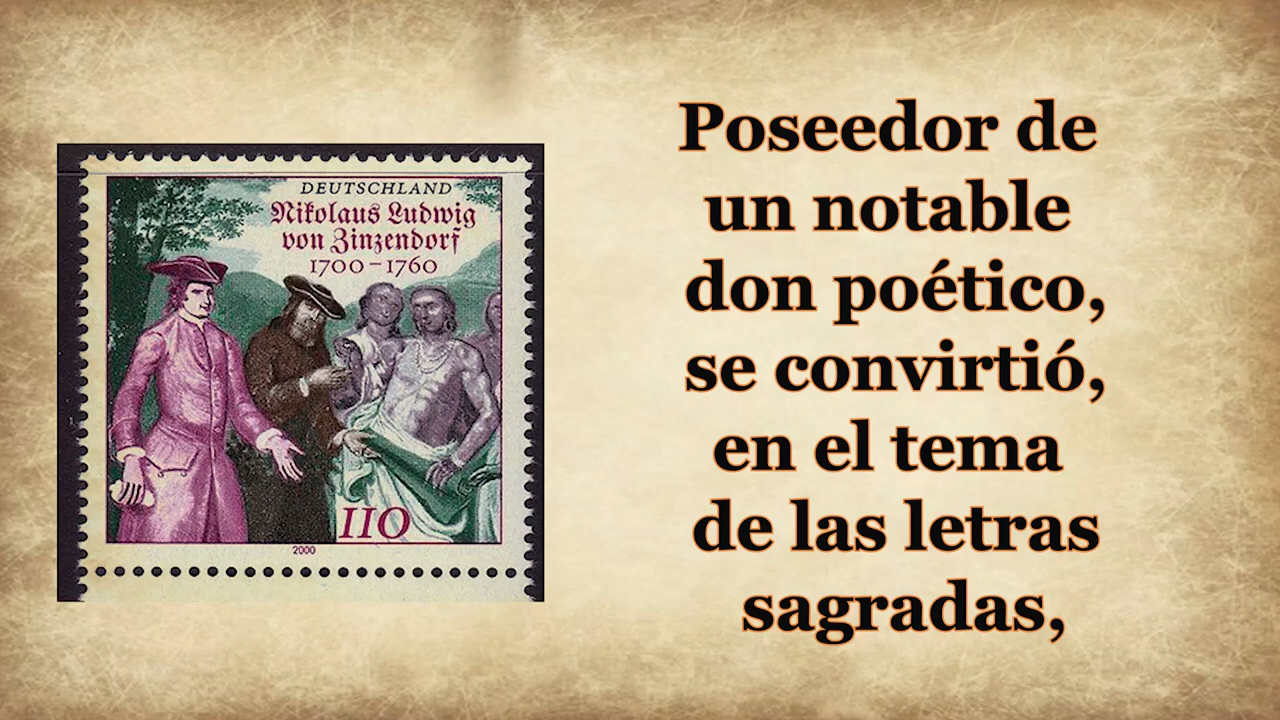 DEUTSCHLAND
Nikolaus Ludwig
von Zinzendorf
1700–1760
110
2000
Poseedor de
un notable
don poético,
se convirtió,
en el tema
de las letras
sagradas,